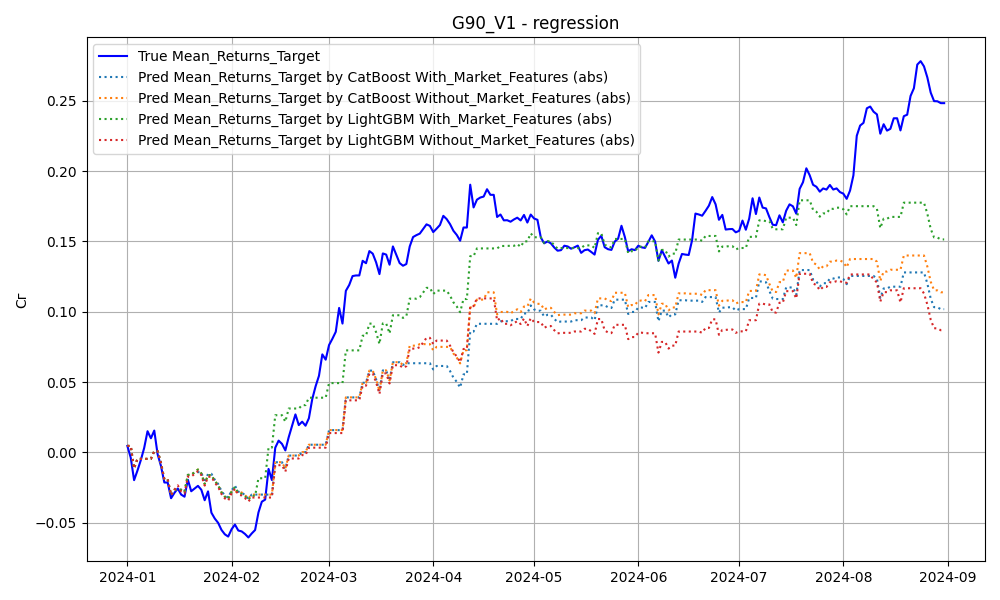 G90_V1 - regression
True Mean_Returns_Target
Pred Mean_Returns_Target by CatBoost With_Market_Features (abs)
Pred Mean_Returns_Target by CatBoost Without_Market_Features (abs)
Pred Mean_Returns_Target by LightGBM With_Market_Features (abs)
Pred Mean_Returns_Target by LightGBM Without_Market_Features (abs)
0.25
0.20
0.15
0.10
0.05
0.00
−0.05
Cr
2024-01 2024-02 2024-03 2024-04 2024-05 2024-06 2024-07 2024-08 2024-09